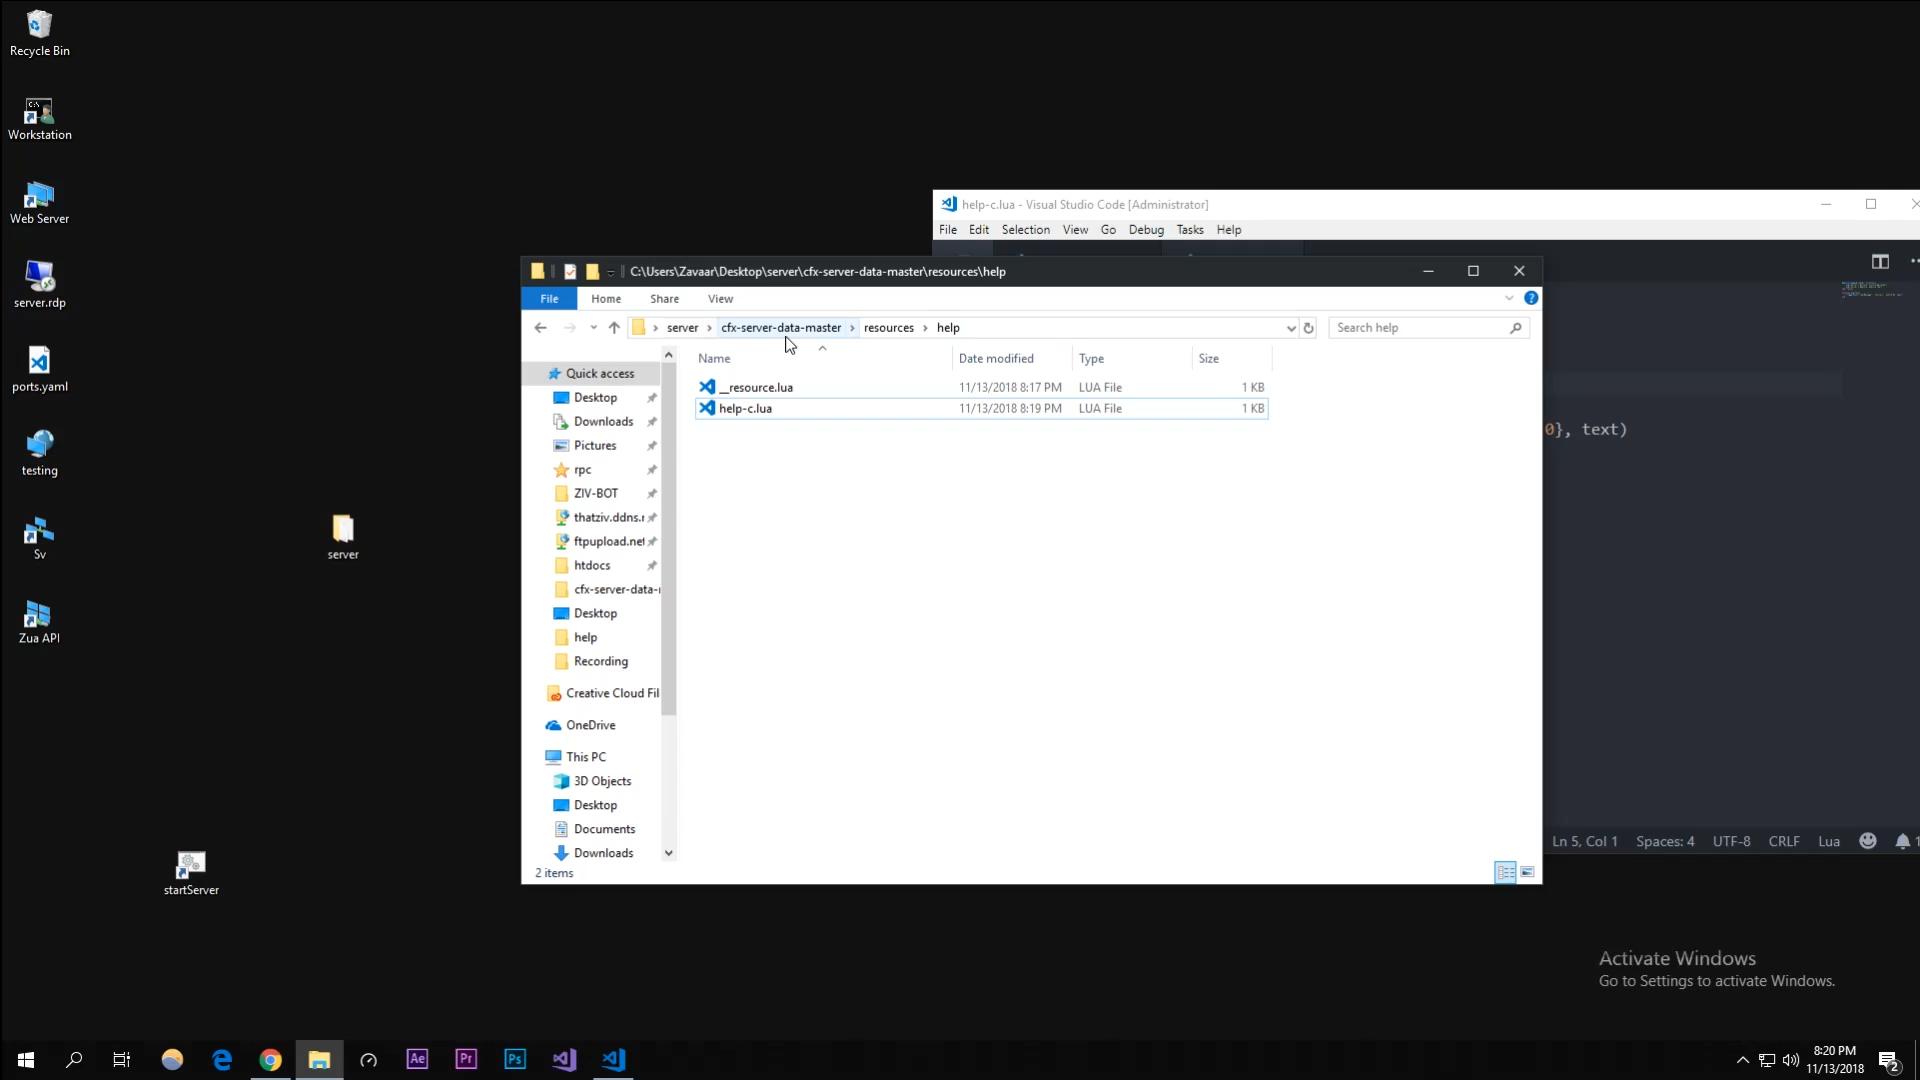 Recycle Bin
Workstation
Web Server
server.rdp
ports.yaml
testing
Sv
Zua API
server
startServer
help-c.lua - Visual Studio Code [Administrator]
File Edit Selection View Go Debug Tasks Help
C:\Users\Zavaar\Desktop\server\cfx-server-data-master\resources\help
File Home Share View
server cfx-server-data-master resources help
Search help
Name Date modified Type Size
__resource.lua 11/13/2018 8:17 PM LUA File 1 KB
help-c.lua 11/13/2018 8:19 PM LUA File 1 KB
Quick access
Desktop
Downloads
Pictures
rpc
ZIV-BOT
thatziv.ddns.
ftpupload.net
htdocs
cfx-server-data-
Desktop
help
Recording
Creative Cloud Fil
OneDrive
This PC
3D Objects
Desktop
Documents
Downloads
2 items
0}, text)
Ln 5, Col 1 Spaces: 4 UTF-8 CRLF Lua 1
Activate Windows
Go to Settings to activate Windows.
Ae Pr Ps
8:20 PM
11/13/2018
2